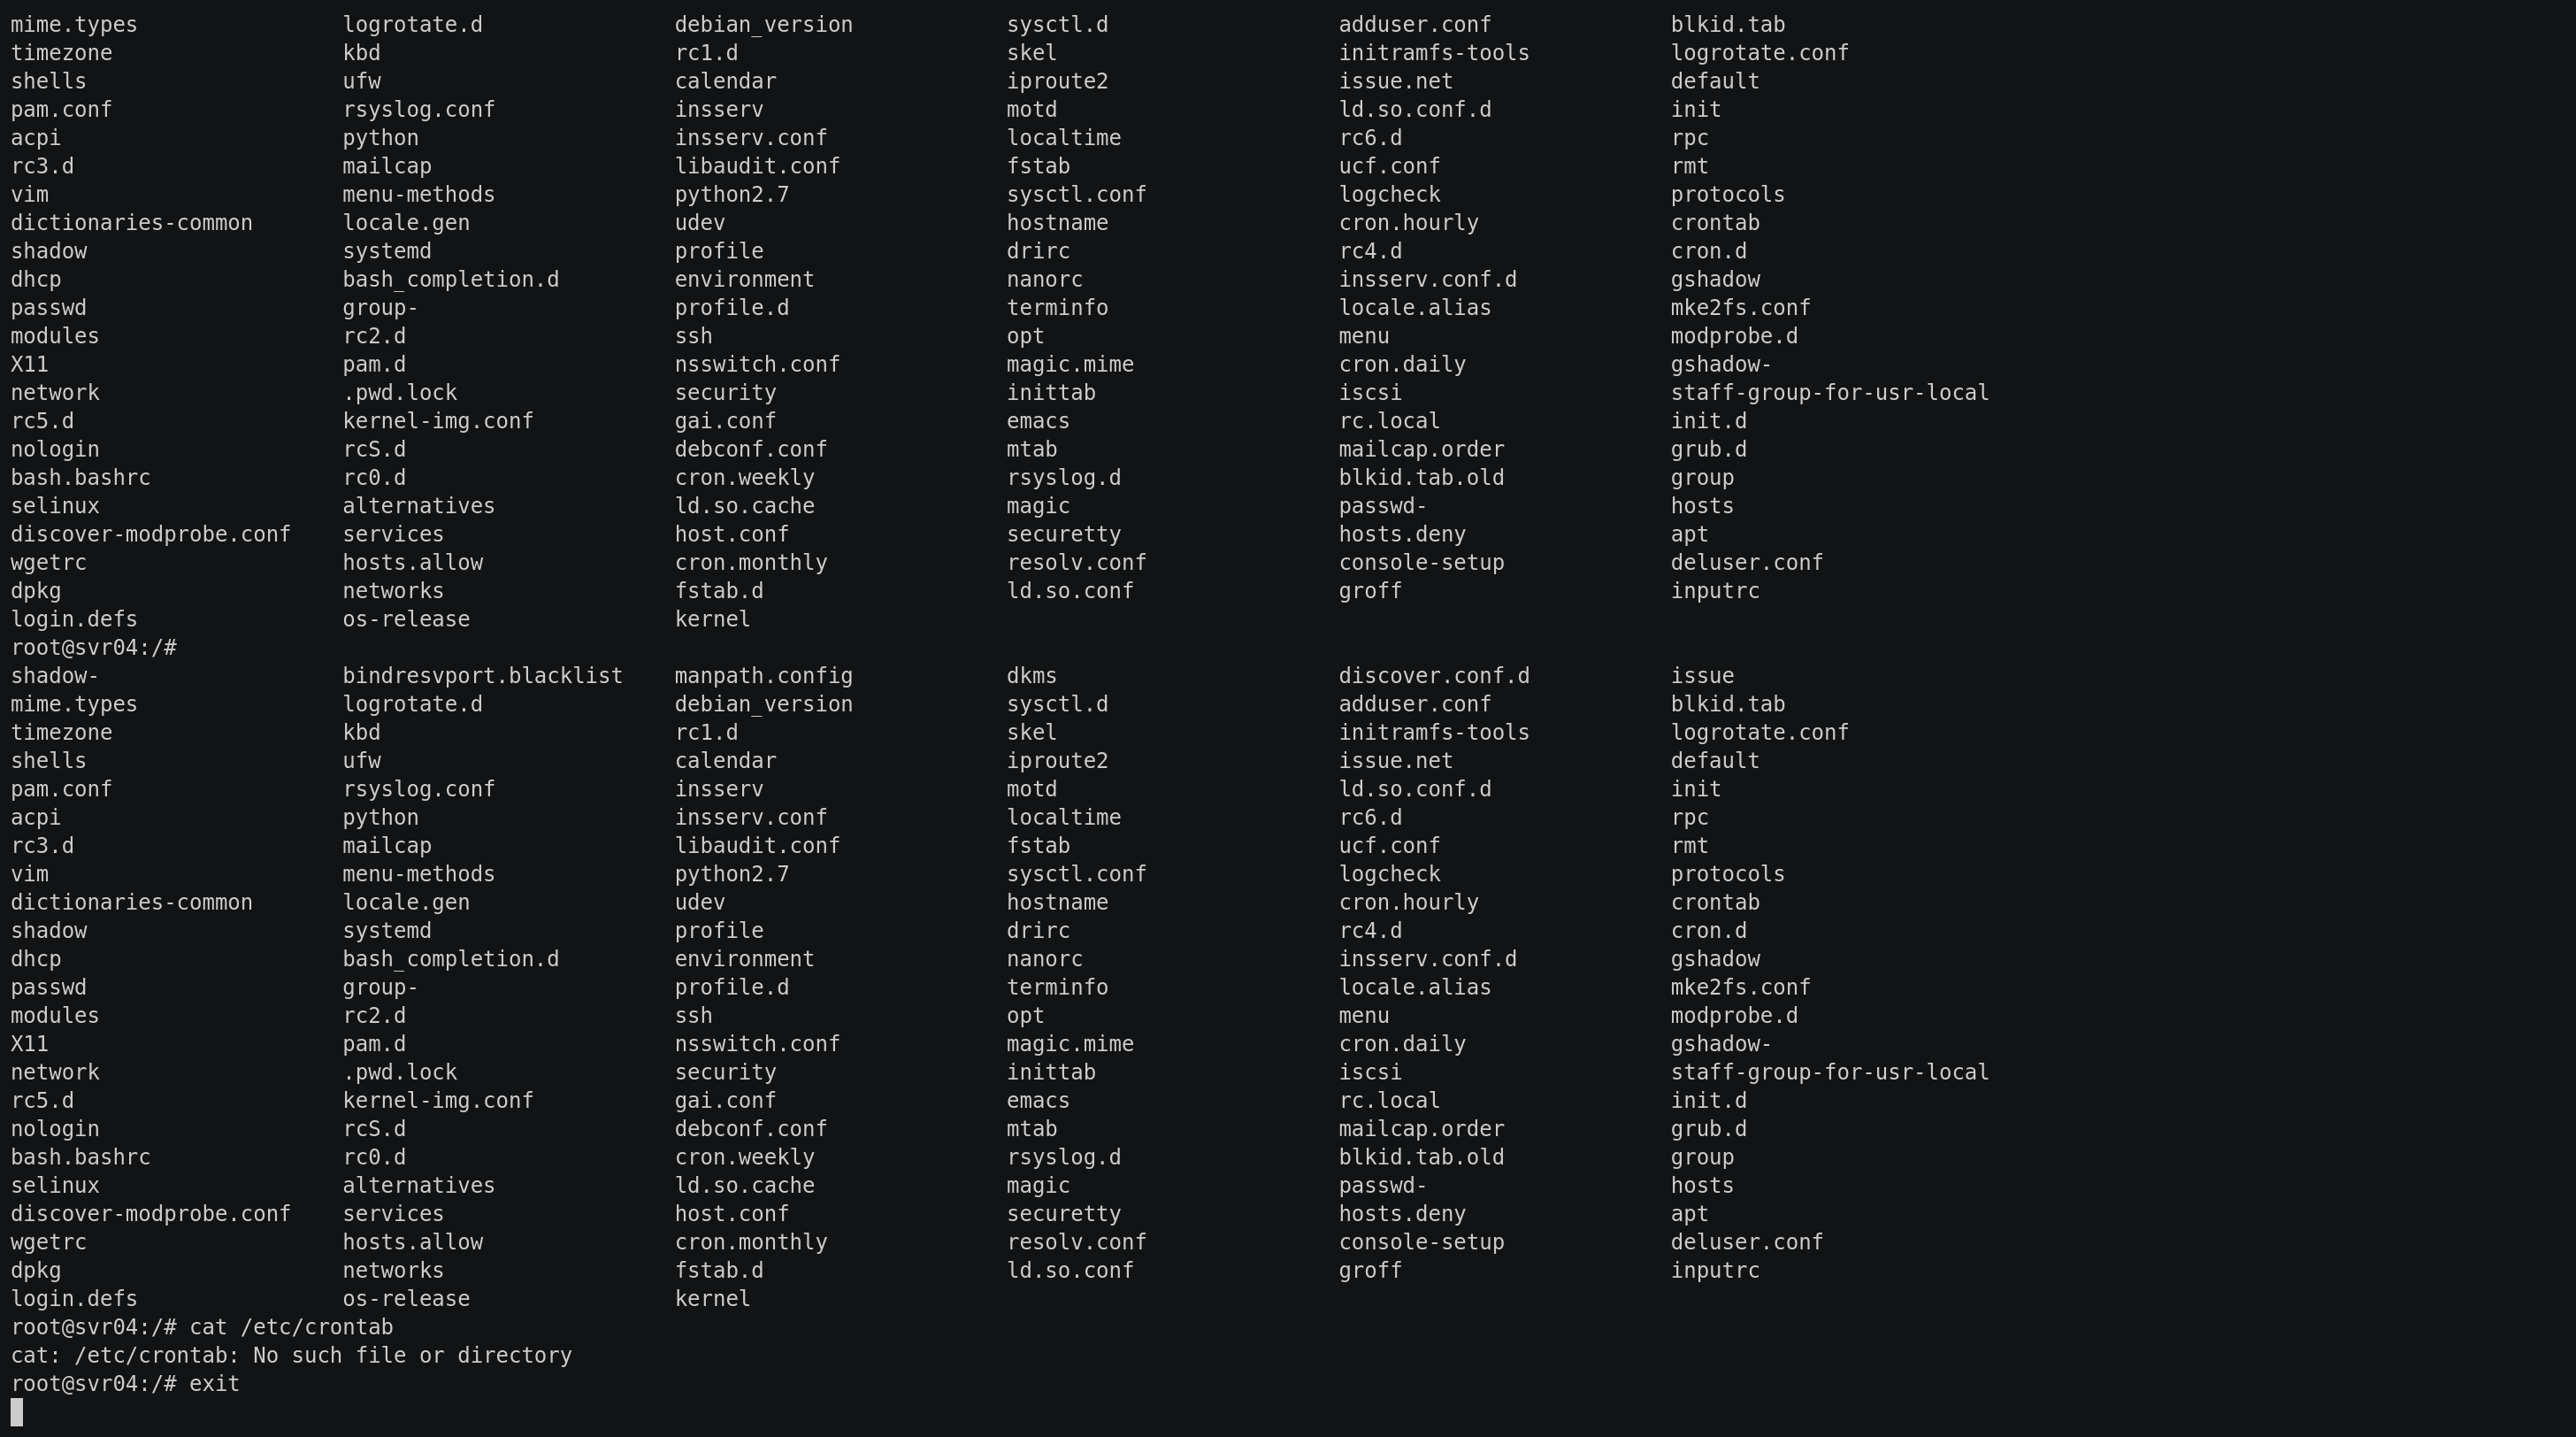 mime.types logrotate.d debian_version sysctl.d adduser.conf blkid.tab
timezone kbd rc1.d skel initramfs-tools logrotate.conf
shells ufw calendar iproute2 issue.net default
pam.conf rsyslog.conf insserv motd ld.so.conf.d init
acpi python insserv.conf localtime rc6.d rpc
rc3.d mailcap libaudit.conf fstab ucf.conf rmt
vim menu-methods python2.7 sysctl.conf logcheck protocols
dictionaries-common locale.gen udev hostname cron.hourly crontab
shadow systemd profile drirc rc4.d cron.d
dhcp bash_completion.d environment nanorc insserv.conf.d gshadow
passwd group- profile.d terminfo locale.alias mke2fs.conf
modules rc2.d ssh opt menu modprobe.d
X11 pam.d nsswitch.conf magic.mime cron.daily gshadow-
network .pwd.lock security inittab iscsi staff-group-for-usr-local
rc5.d kernel-img.conf gai.conf emacs rc.local init.d
nologin rcS.d debconf.conf mtab mailcap.order grub.d
bash.bashrc rc0.d cron.weekly rsyslog.d blkid.tab.old group
selinux alternatives ld.so.cache magic passwd- hosts
discover-modprobe.conf services host.conf securetty hosts.deny apt
wgetrc hosts.allow cron.monthly resolv.conf console-setup deluser.conf
dpkg networks fstab.d ld.so.conf groff inputrc
login.defs os-release kernel
root@svr04:/#
shadow- bindresvport.blacklist manpath.config dkms discover.conf.d issue
mime.types logrotate.d debian_version sysctl.d adduser.conf blkid.tab
timezone kbd rc1.d skel initramfs-tools logrotate.conf
shells ufw calendar iproute2 issue.net default
pam.conf rsyslog.conf insserv motd ld.so.conf.d init
acpi python insserv.conf localtime rc6.d rpc
rc3.d mailcap libaudit.conf fstab ucf.conf rmt
vim menu-methods python2.7 sysctl.conf logcheck protocols
dictionaries-common locale.gen udev hostname cron.hourly crontab
shadow systemd profile drirc rc4.d cron.d
dhcp bash_completion.d environment nanorc insserv.conf.d gshadow
passwd group- profile.d terminfo locale.alias mke2fs.conf
modules rc2.d ssh opt menu modprobe.d
X11 pam.d nsswitch.conf magic.mime cron.daily gshadow-
network .pwd.lock security inittab iscsi staff-group-for-usr-local
rc5.d kernel-img.conf gai.conf emacs rc.local init.d
nologin rcS.d debconf.conf mtab mailcap.order grub.d
bash.bashrc rc0.d cron.weekly rsyslog.d blkid.tab.old group
selinux alternatives ld.so.cache magic passwd- hosts
discover-modprobe.conf services host.conf securetty hosts.deny apt
wgetrc hosts.allow cron.monthly resolv.conf console-setup deluser.conf
dpkg networks fstab.d ld.so.conf groff inputrc
login.defs os-release kernel
root@svr04:/# cat /etc/crontab
cat: /etc/crontab: No such file or directory
root@svr04:/# exit